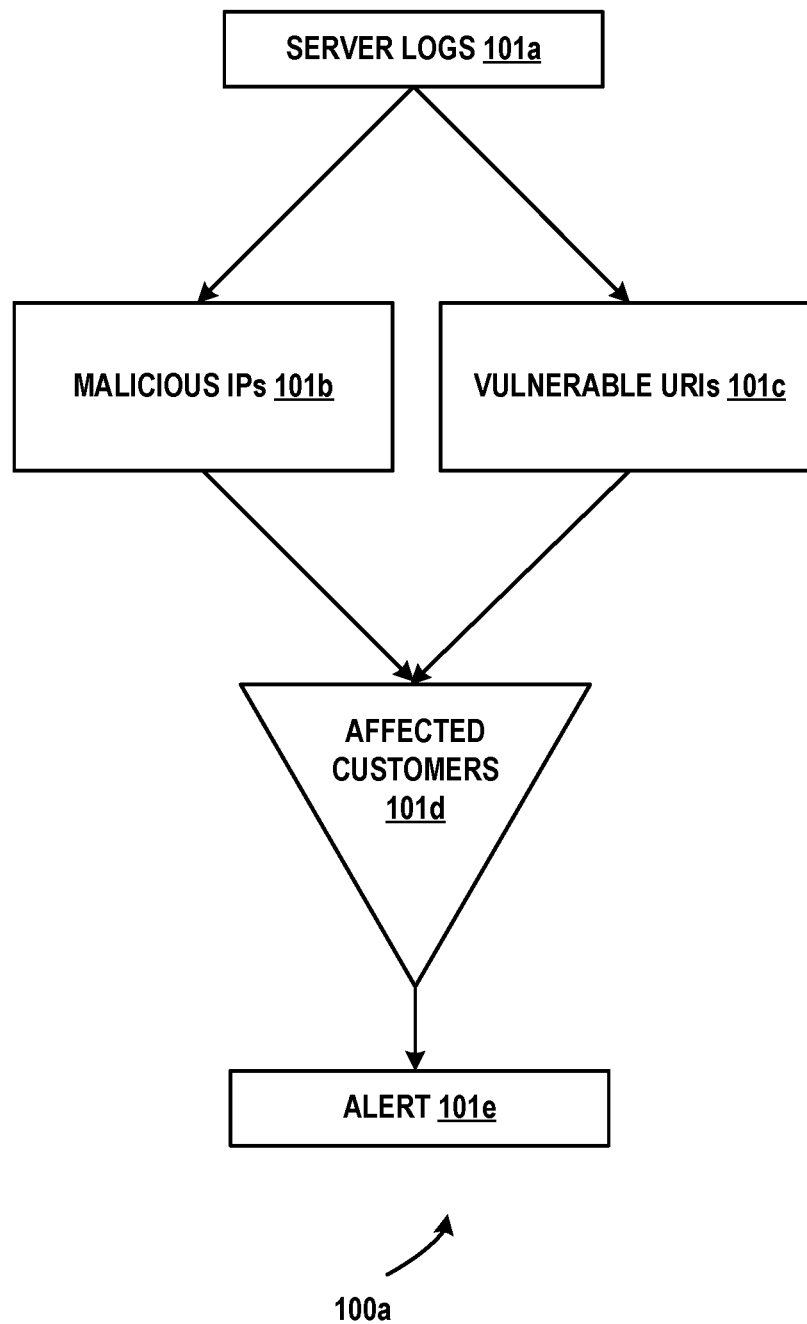 SERVER LOGS 101a
MALICIOUS IPs 101b
VULNERABLE URIs 101c
AFFECTED
CUSTOMERS
101d
ALERT 101e
100a